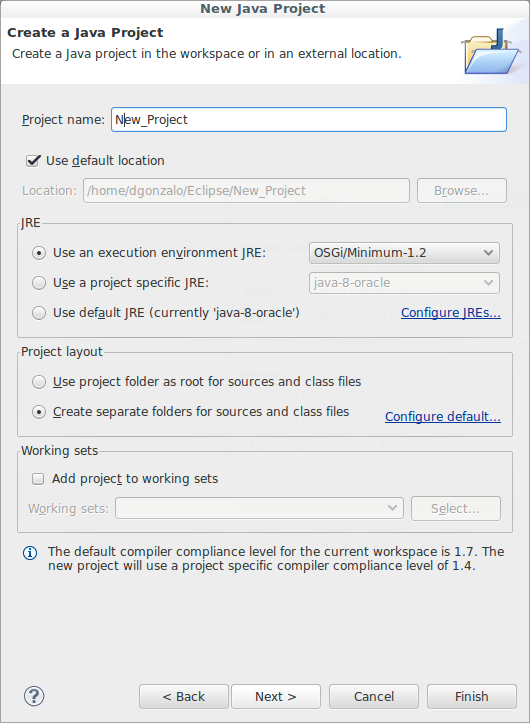 New Java Project
Create a Java Project
Create a Java project in the workspace or in an external location.
Project name: New_Project
Use default location
Location: /home/dgonzalo/Eclipse/New_Project Browse...
JRE
Use an execution environment JRE: OSGi/Minimum-1.2
Use a project specific JRE: java-8-oracle
Use default JRE (currently 'java-8-oracle') Configure JREs...
Project layout
Use project folder as root for sources and class files
Create separate folders for sources and class files Configure default...
Working sets
Add project to working sets
Working sets: Select...
The default compiler compliance level for the current workspace is 1.7. The
new project will use a project specific compiler compliance level of 1.4.
? < Back Next > Cancel Finish